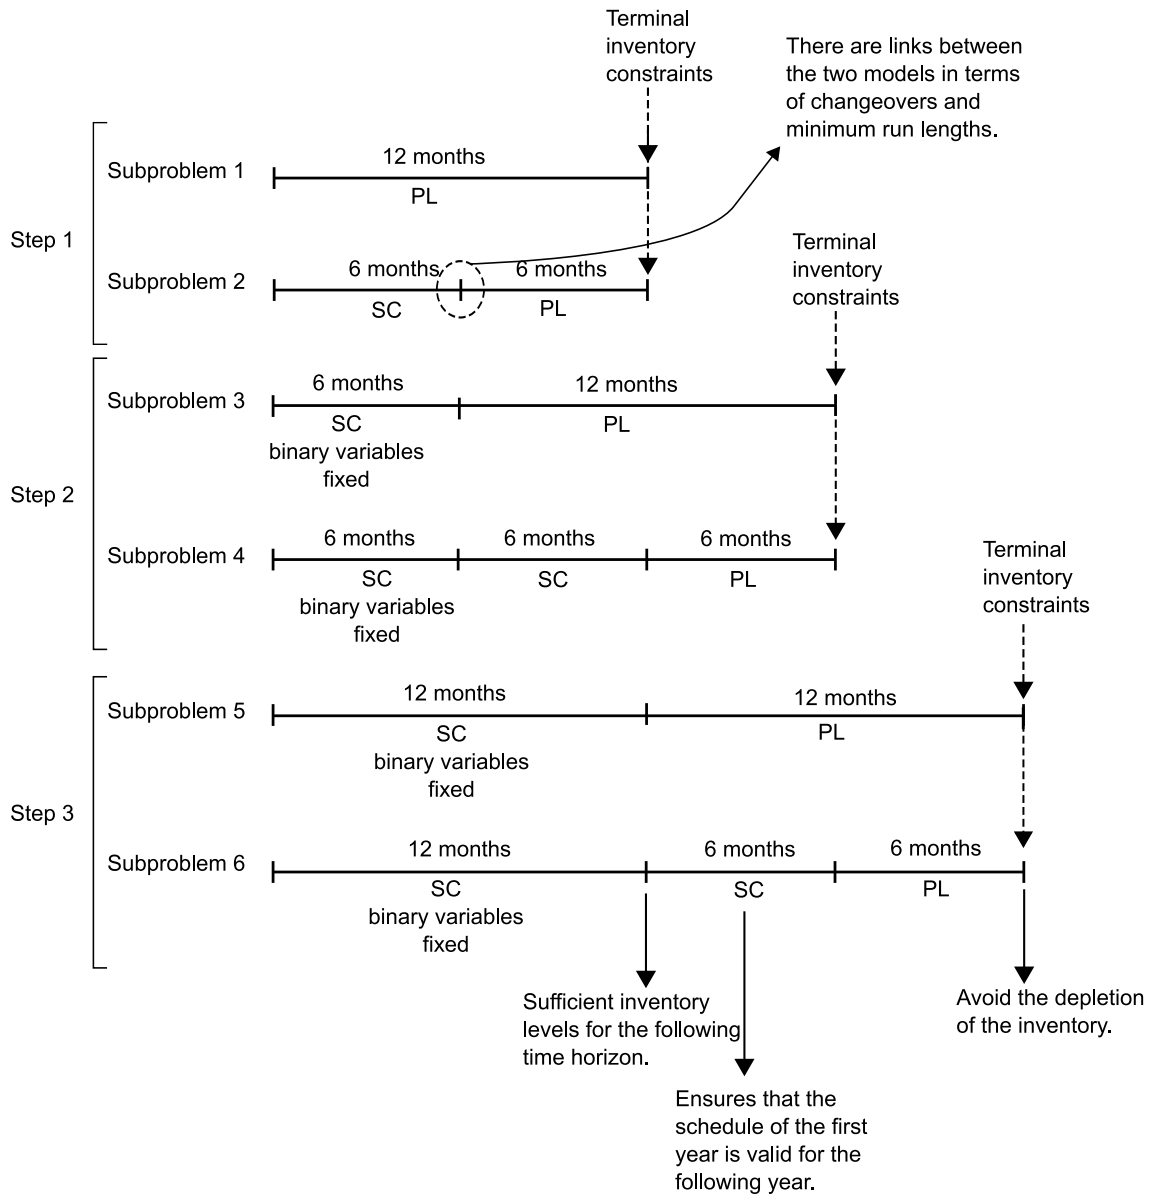 Terminal
inventory
constraints
There are links between
the two models in terms
of changeovers and
minimum run lengths.
Step 1
Subproblem 1
12 months
PL
Subproblem 2
6 months
6 months
SC
PL
Terminal
inventory
constraints
Step 2
Subproblem 3
6 months
12 months
SC
binary variables
fixed
PL
Subproblem 4
6 months
6 months
6 months
SC
binary variables
fixed
SC
PL
Terminal
inventory
constraints
Step 3
Subproblem 5
12 months
12 months
SC
binary variables
fixed
PL
Subproblem 6
12 months
6 months
6 months
SC
binary variables
fixed
SC
PL
Sufficient inventory
levels for the following
time horizon.
Avoid the depletion
of the inventory.
Ensures that the
schedule of the first
year is valid for the
following year.